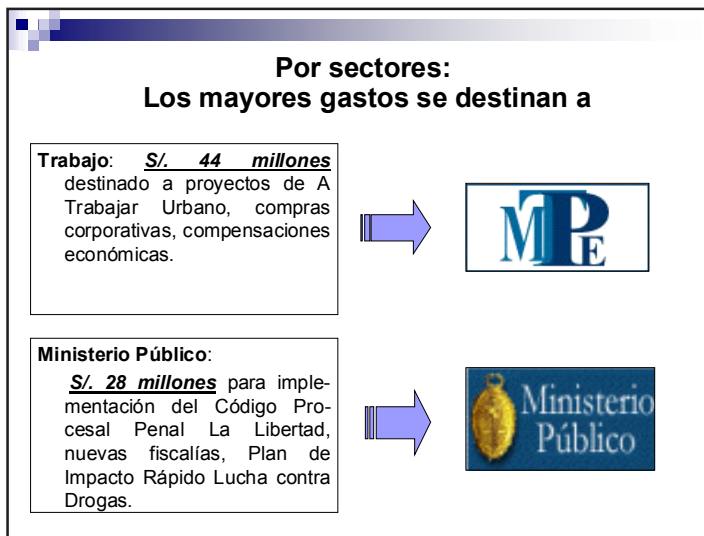 Por sectores:
Los mayores gastos se destinan a
Trabajo: S/. 44 millones
destinado a proyectos de A
Trabajar Urbano, compras
corporativas, compensaciones
económicas.
MTPE
Ministerio Público:
S/. 28 millones para imple-
mentación del Código Pro-
cesal Penal La Libertad,
nuevas fiscalías, Plan de
Impacto Rápido Lucha contra
Drogas.
Ministerio
Público